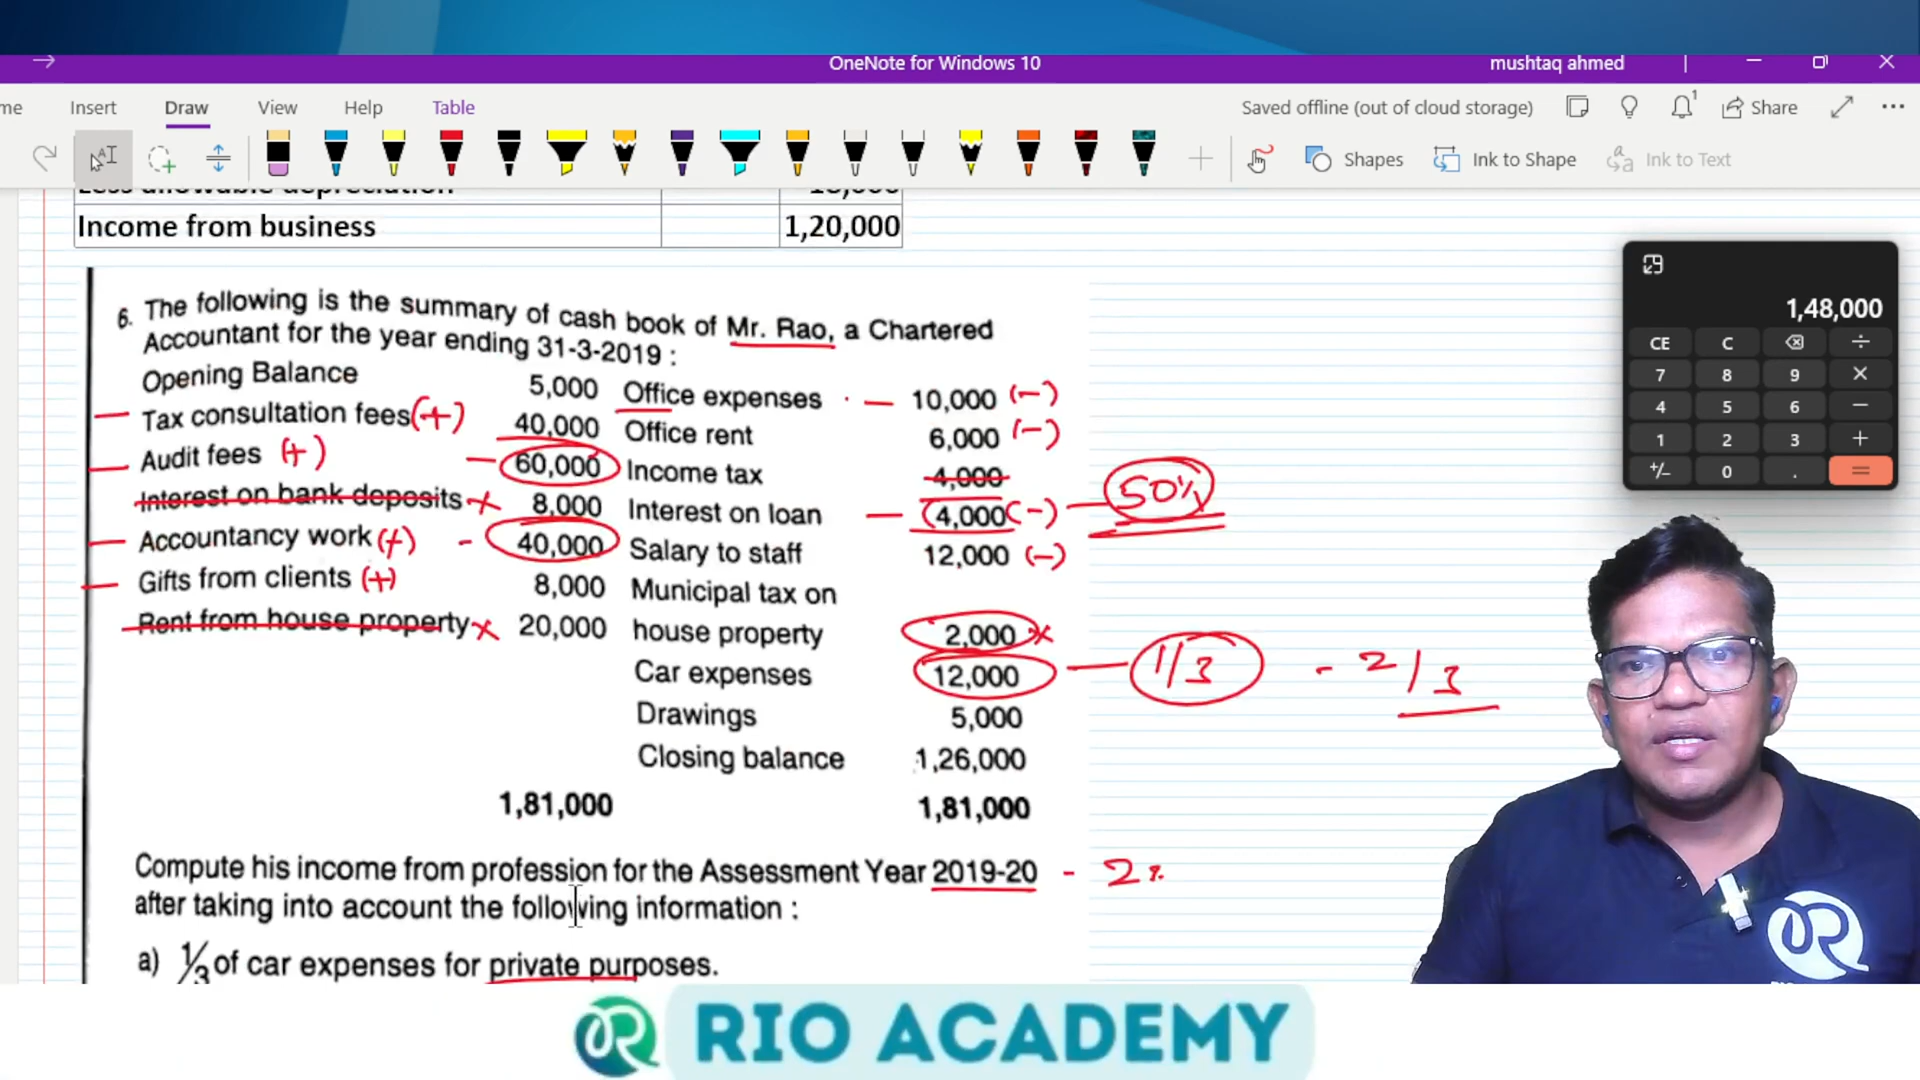 OneNote for Windows 10
mushtaq ahmed
me Insert Draw View Help Table
Saved offline (out of cloud storage) 1 Share
Shapes Ink to Shape Ink to Text
Less allowable depreciation
Income from business 1,20,000
1,48,000
CE C
7 8 9
4 5 6
1 2 3
0 .
6. The following is the summary of cash book of Mr. Rao, a Chartered
Accountant for the year ending 31-3-2019 :
Opening Balance 5,000 Office expenses 10,000 (-)
Tax consultation fees (+) 40,000 Office rent 6,000 (-)
Audit fees (+) 60,000 Income tax 4,000
Interest on bank deposits x 8,000 Interest on loan (4,000 (-) 50%
Accountancy work (+) - 40,000 Salary to staff 12,000 (-)
Gifts from clients (+) 8,000 Municipal tax on
Rent from house property x 20,000 house property 2,000 x
Car expenses 12,000 1/3 - 2/3
Drawings 5,000
Closing balance 1,26,000
1,81,000 1,81,000
Compute his income from profession for the Assessment Year 2019-20 - 2
after taking into account the following information :
a) 1/3 of car expenses for private purposes.
RIO ACADEMY